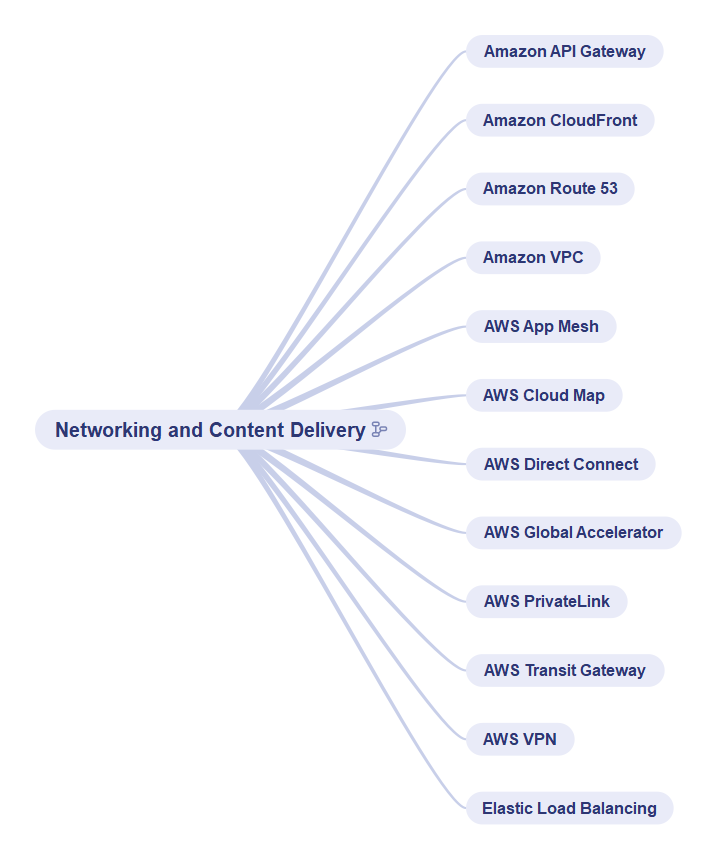 Amazon API Gateway
Amazon CloudFront
Amazon Route 53
Amazon VPC
AWS App Mesh
AWS Cloud Map
Networking and Content Delivery
AWS Direct Connect
AWS Global Accelerator
AWS PrivateLink
AWS Transit Gateway
AWS VPN
Elastic Load Balancing